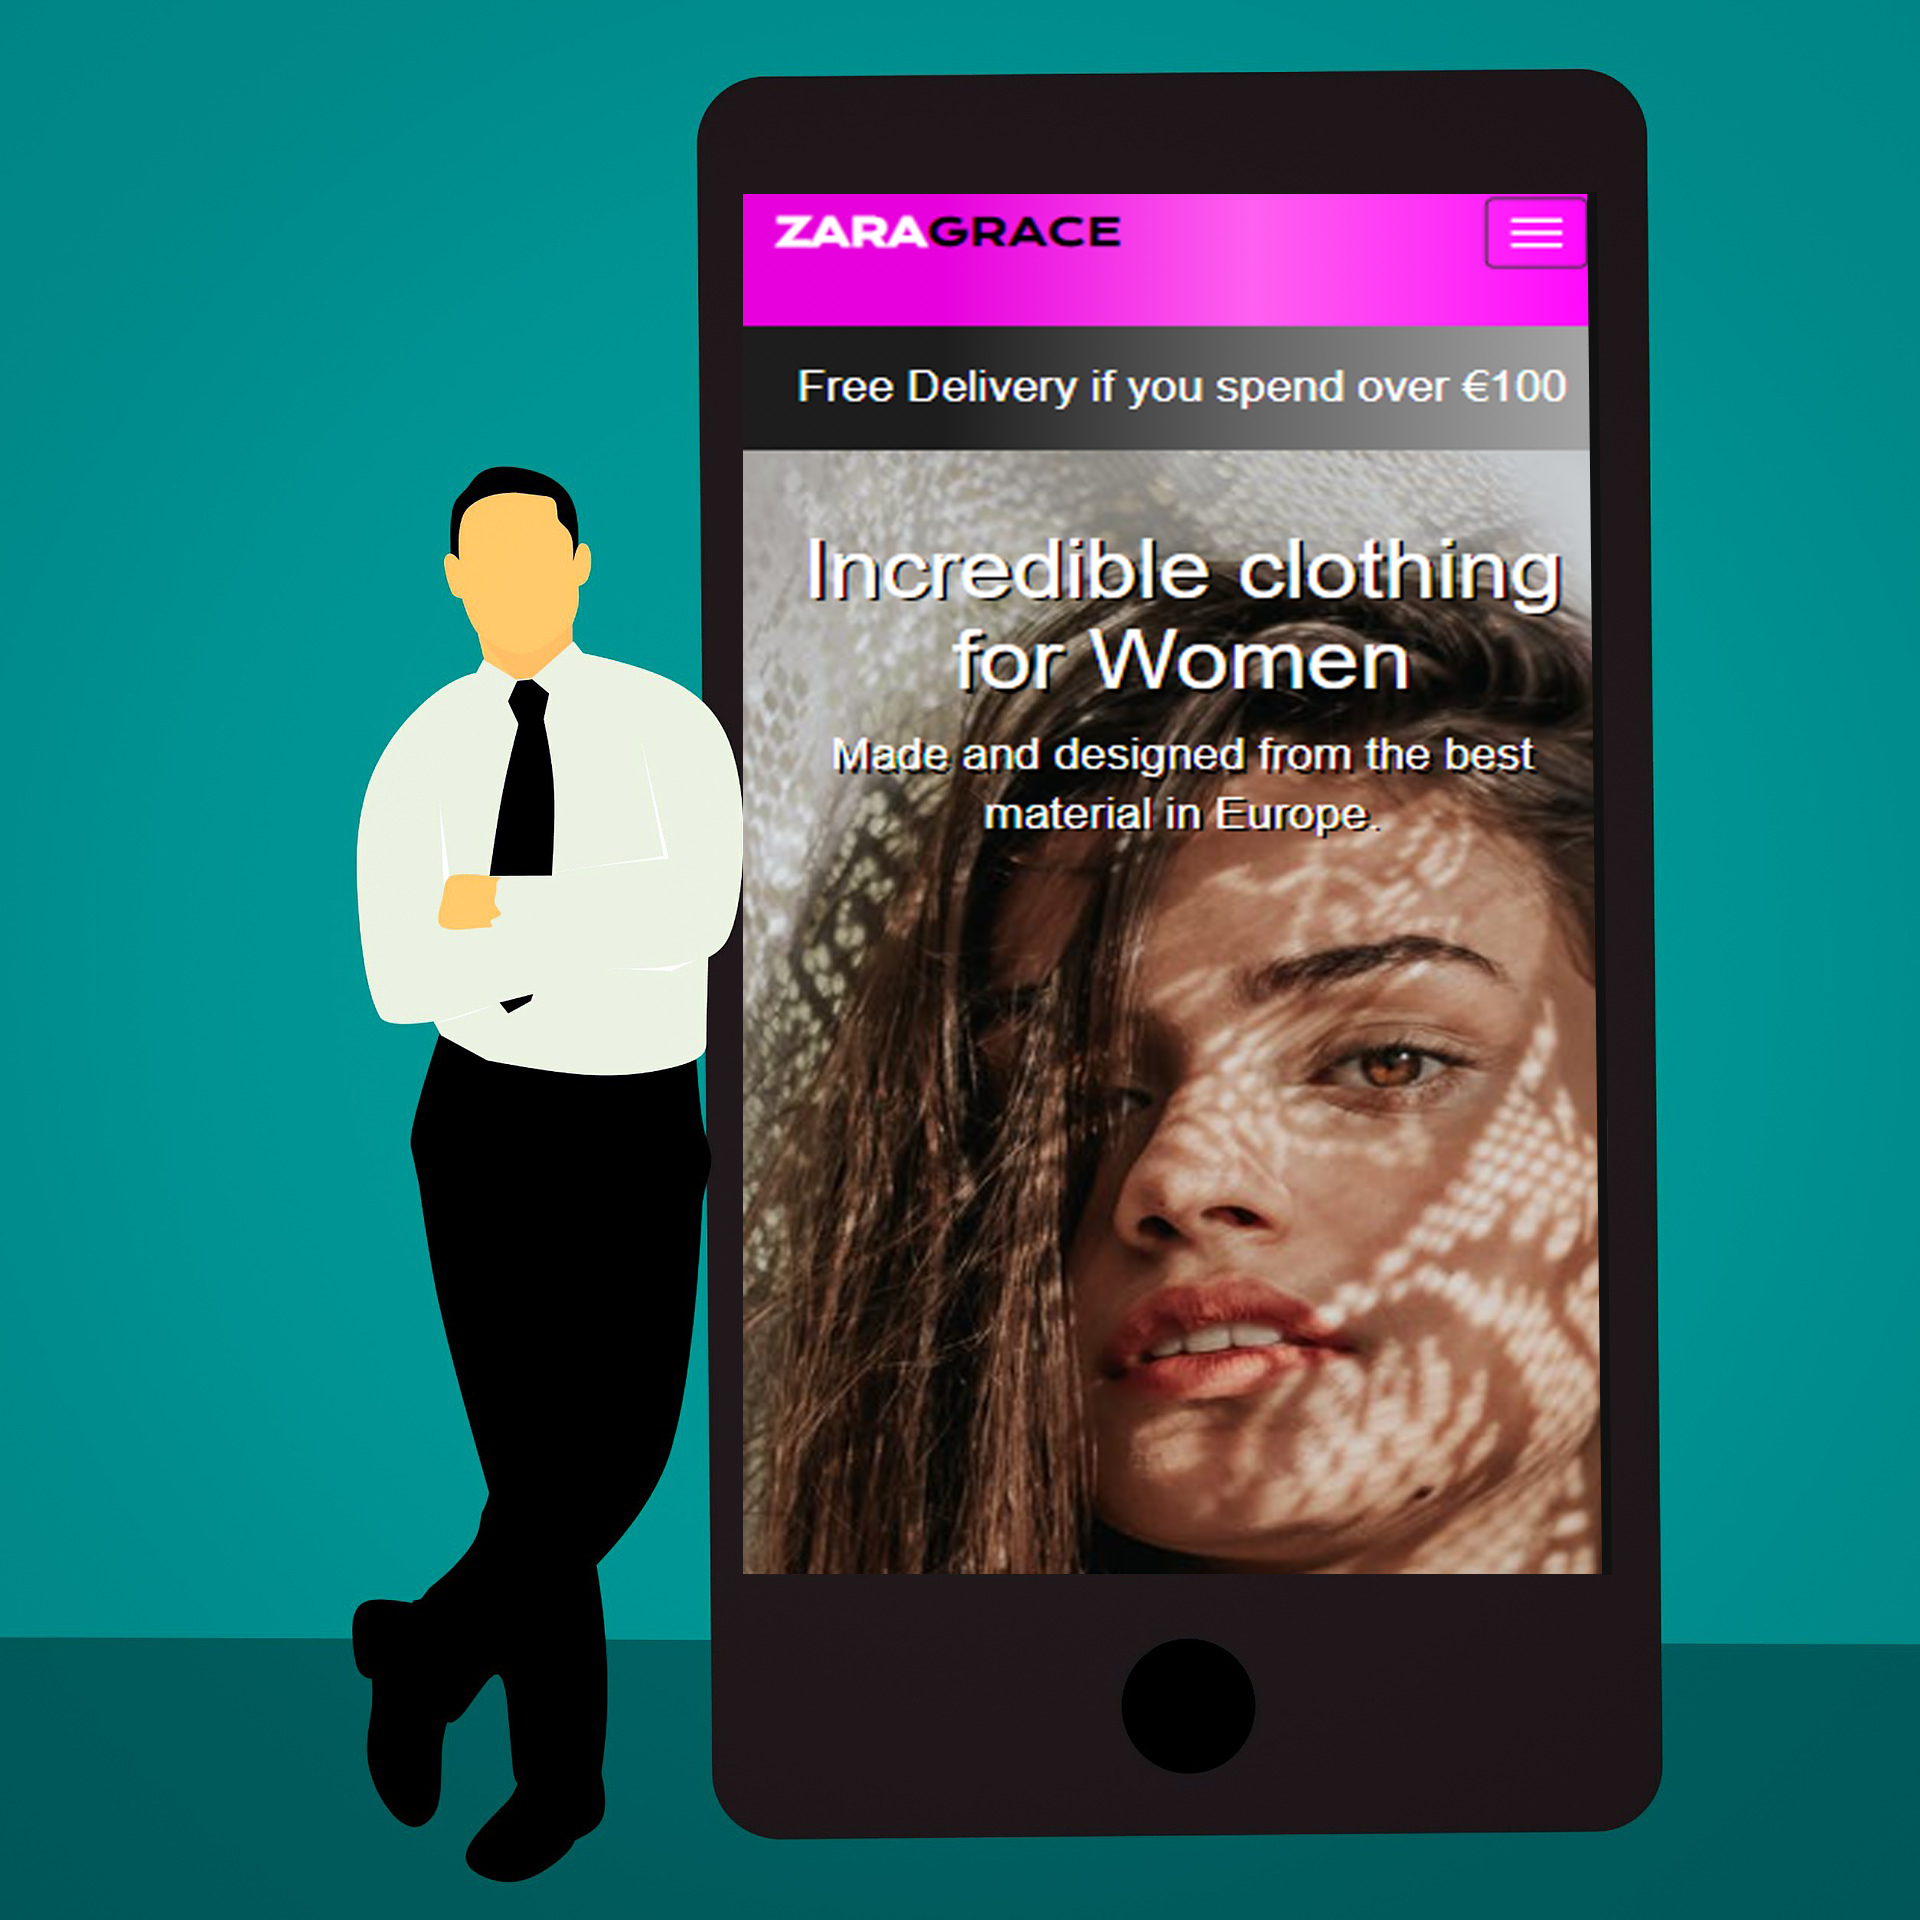 ZARAGRACE
Free Delivery if you spend over €100
Incredible clothing
for Women
Made and designed from the best
material in Europe.